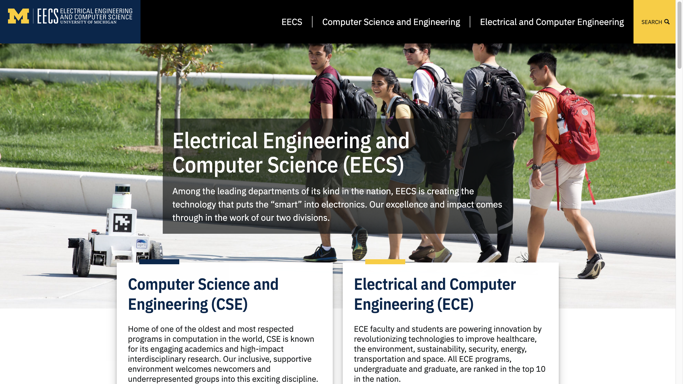 M
EECS ELECTRICAL ENGINEERING
AND COMPUTER SCIENCE
UNIVERSITY OF MICHIGAN
EECS
Computer Science and Engineering
Electrical and Computer Engineering
SEARCH
Electrical Engineering and
Computer Science (EECS)
Among the leading departments of its kind in the nation, EECS is creating the
technology that puts the “smart” into electronics. Our excellence and impact comes
through in the work of our two divisions.
Computer Science and
Engineering (CSE)
Home of one of the oldest and most respected
programs in computation in the world, CSE is known
for its engaging academics and high-impact
interdisciplinary research. Our inclusive, supportive
environment welcomes newcomers and
underrepresented groups into this exciting discipline.
Electrical and Computer
Engineering (ECE)
ECE faculty and students are powering innovation by
revolutionizing technologies to improve healthcare,
the environment, sustainability, security, energy,
transportation and space. All ECE programs,
undergraduate and graduate, are ranked in the top 10
in the nation.